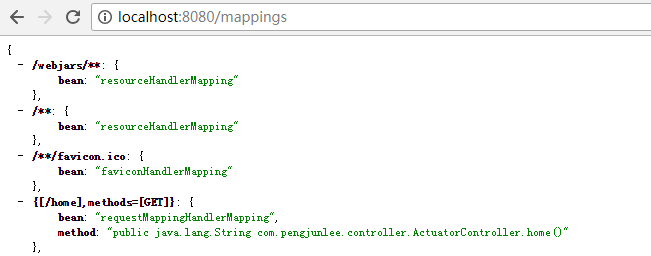 localhost:8080/mappings
{
- /webjars/**: {
bean: "resourceHandlerMapping"
},
- /**: {
bean: "resourceHandlerMapping"
},
- /**/favicon.ico: {
bean: "faviconHandlerMapping"
},
- {[/home],methods=[GET]}: {
bean: "requestMappingHandlerMapping",
method: "public java.lang.String com.pengjunlee.controller.ActuatorController.home()"
},